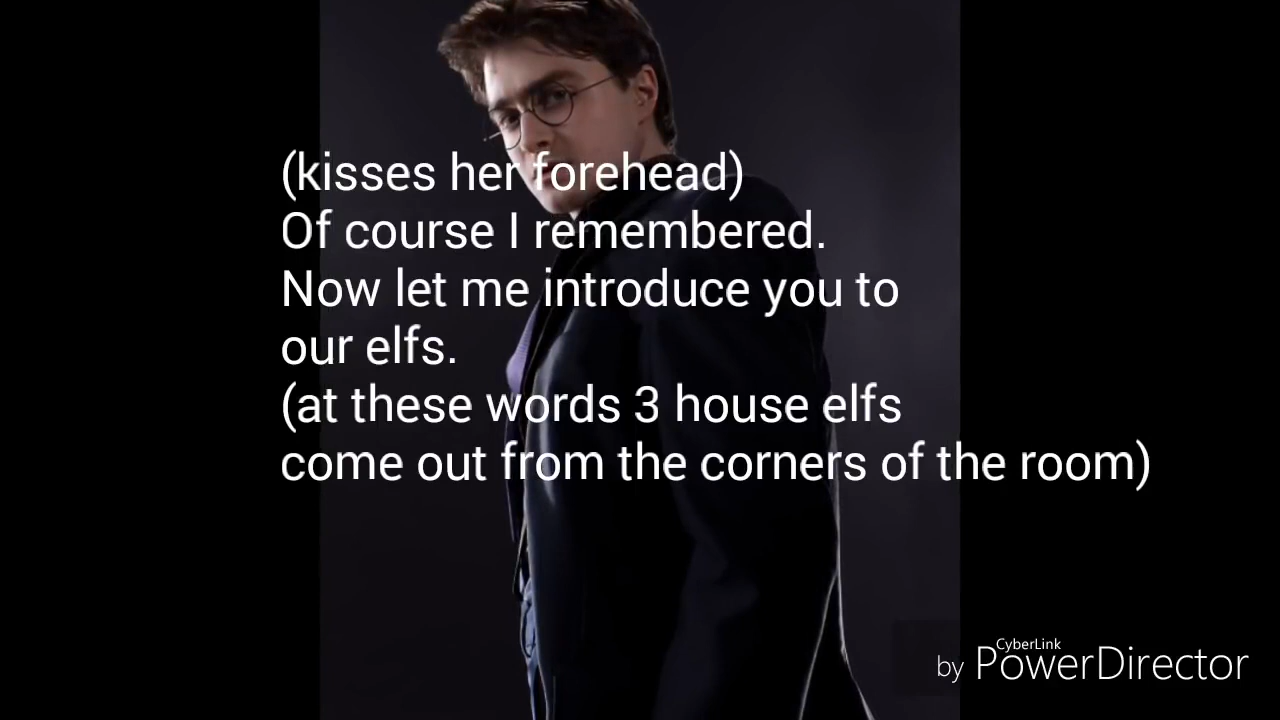 (kisses her forehead)
Of course I remembered.
Now let me introduce you to
our elfs.
(at these words 3 house elfs
come out from the corners of the room)
CyberLink
by PowerDirector